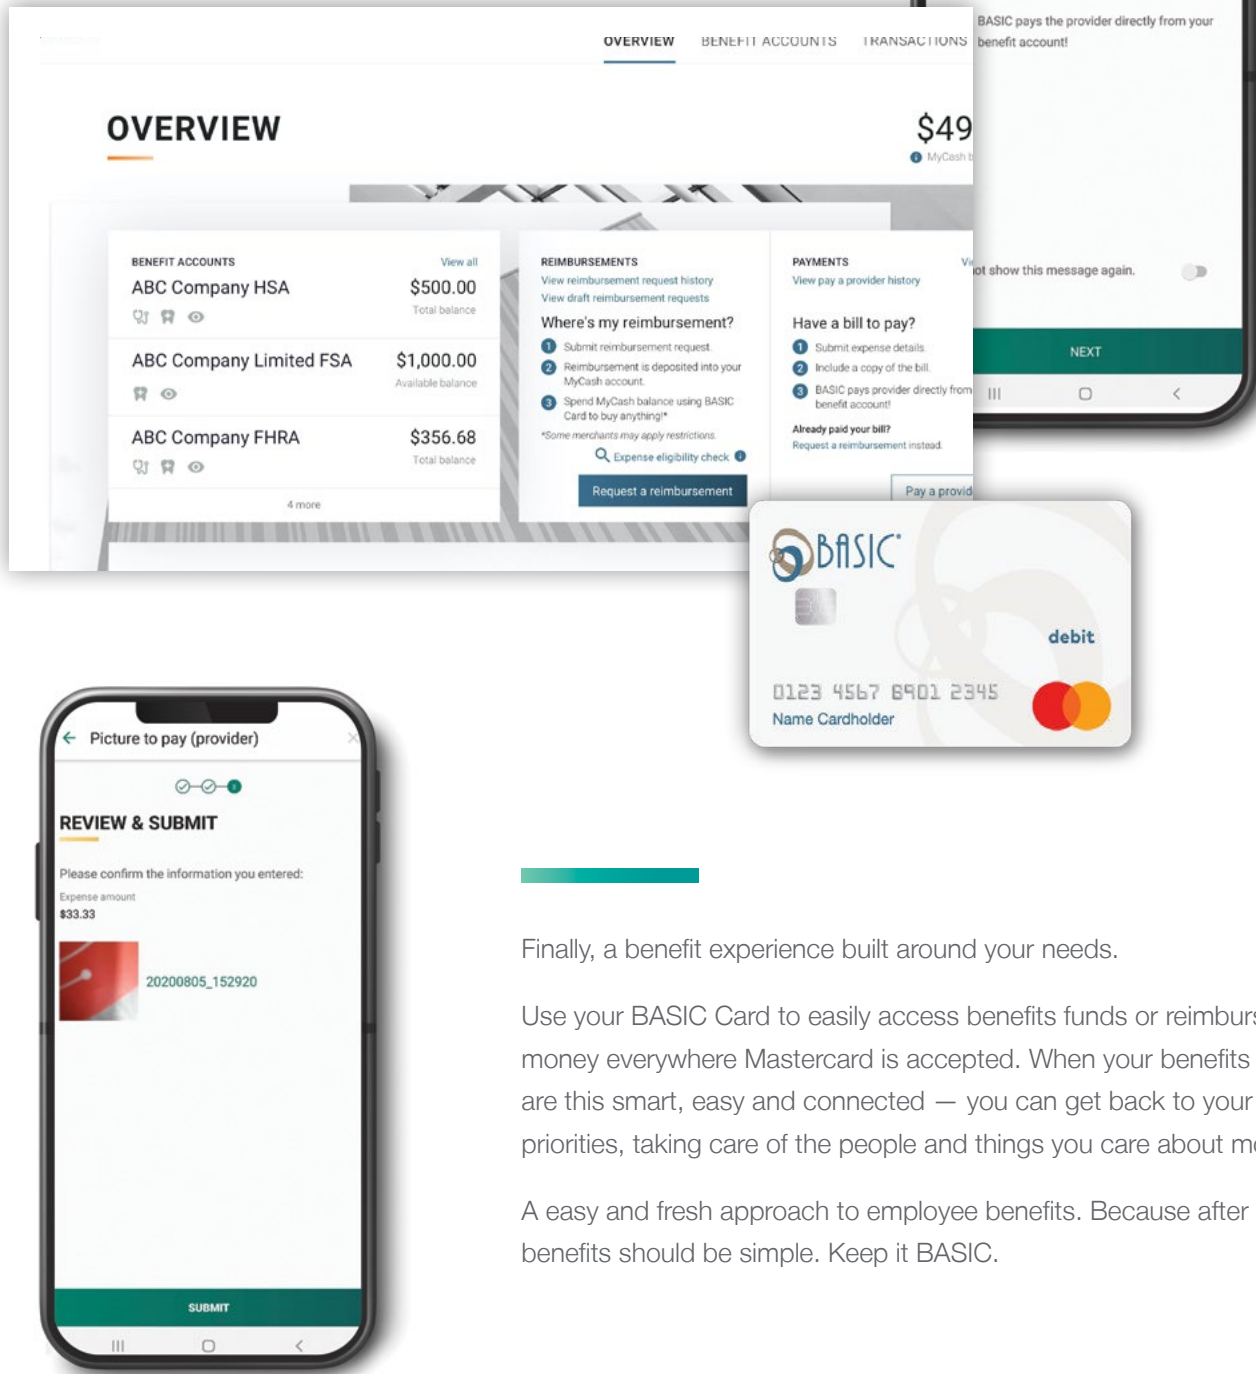 OVERVIEW BENEFIT ACCOUNTS TRANSACTIONS
OVERVIEW
$49
MyCash
BENEFIT ACCOUNTS View all
ABC Company HSA $500.00
Total balance
ABC Company Limited FSA $1,000.00
Available balance
ABC Company FHRA $356.68
Total balance
4 more
REIMBURSEMENTS
View reimbursement request history
View draft reimbursement requests
Where's my reimbursement?
1 Submit reimbursement request.
2 Reimbursement is deposited into your
MyCash account.
3 Spend MyCash balance using BASIC
Card to buy anything!*
*Some merchants may apply restrictions.
Expense eligibility check
Request a reimbursement
PAYMENTS
View pay a provider history
Have a bill to pay?
1 Submit expense details.
2 Include a copy of the bill.
3 BASIC pays provider directly from
benefit account!
Already paid your bill?
Request a reimbursement instead.
Pay a provid
BASIC pays the provider directly from your
benefit account!
ot show this message again.
NEXT
BASIC®
debit
0123 4567 8901 2345
Name Cardholder
Picture to pay (provider)
REVIEW & SUBMIT
Please confirm the information you entered:
Expense amount
$33.33
20200805_152920
SUBMIT
Finally, a benefit experience built around your needs.
Use your BASIC Card to easily access benefits funds or reimburs
money everywhere Mastercard is accepted. When your benefits
are this smart, easy and connected — you can get back to your
priorities, taking care of the people and things you care about m
A easy and fresh approach to employee benefits. Because after
benefits should be simple. Keep it BASIC.